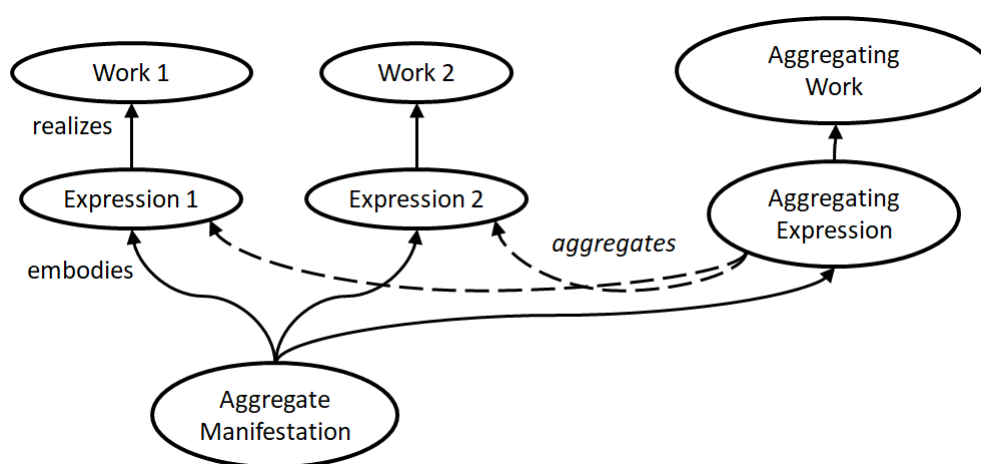 Work 1
Work 2
Aggregating
Work
realizes
Expression 1
Expression 2
Aggregating
Expression
aggregates
embodies
Aggregate
Manifestation